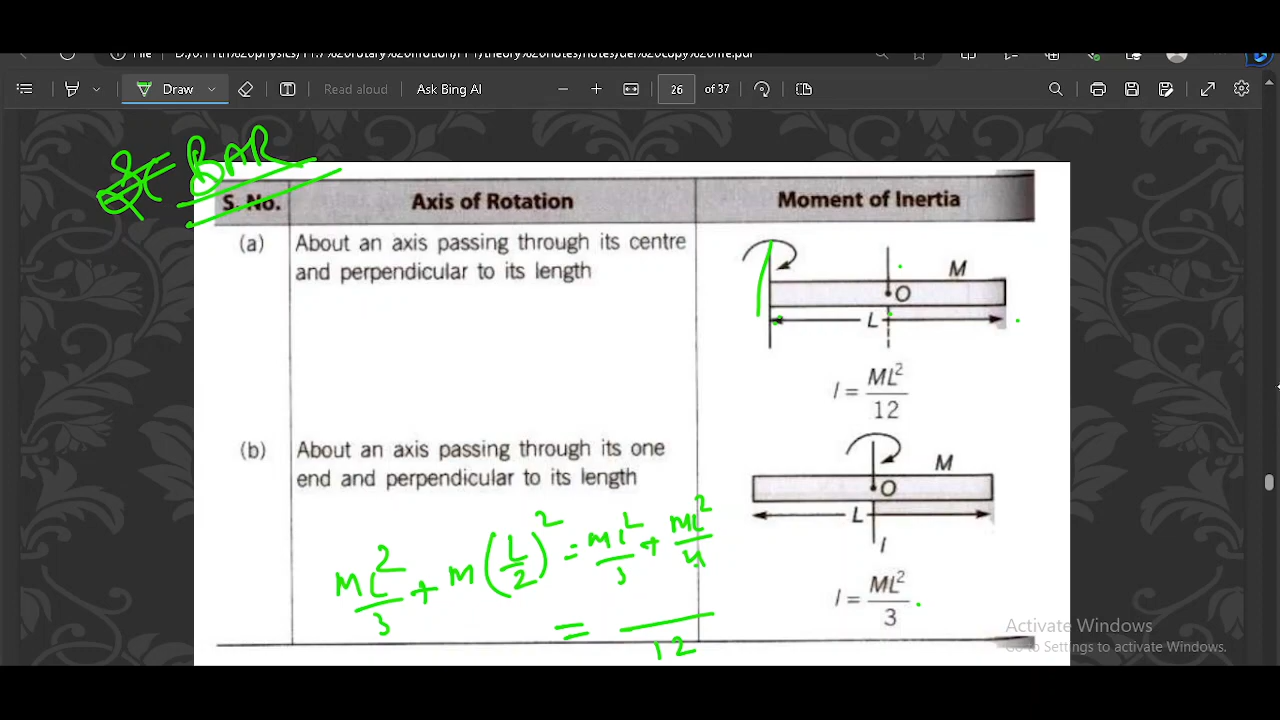 Draw
Read aloud
Ask Bing AI
26 of 37
BAR
S. No. Axis of Rotation Moment of Inertia
(a) About an axis passing through its centre
and perpendicular to its length
M
O
L
I = ML²/12
(b) About an axis passing through its one
end and perpendicular to its length
M
O
L
I = ML²/3
ML²/3 + M(L/2)² = ML²/3 + ML²/4
= /12
Activate Windows
Go to Settings to activate Windows.